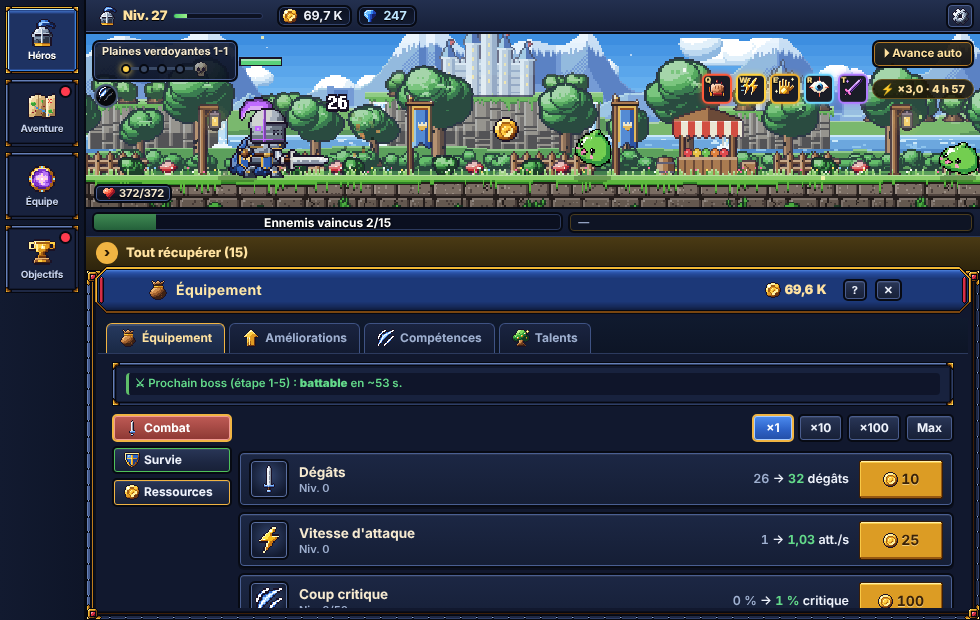 Niv. 27
69,7 K
247
Héros
Aventure
Équipe
Objectifs
Plaines verdoyantes 1-1
Avance auto
×3,0 · 4 h 57
26
372/372
Ennemis vaincus 2/15
—
Tout récupérer (15)
Équipement
69,6 K
?
×
Équipement
Améliorations
Compétences
Talents
Prochain boss (étape 1-5) : battable en ~53 s.
Combat
Survie
Ressources
×1
×10
×100
Max
Dégâts
Niv. 0
26 → 32 dégâts
10
Vitesse d'attaque
Niv. 0
1 → 1,03 att./s
25
Coup critique
0 % → 1 % critique
100